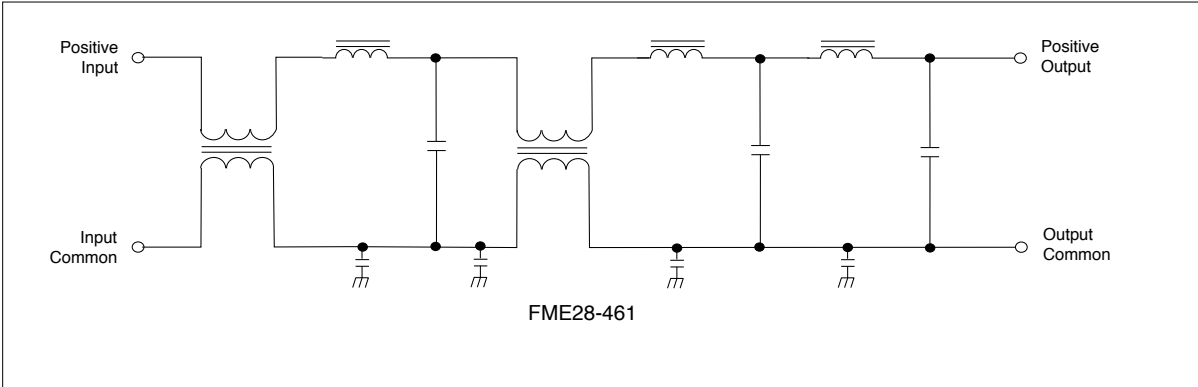 Positive
Input
Positive
Output
Input
Common
Output
Common
FME28-461